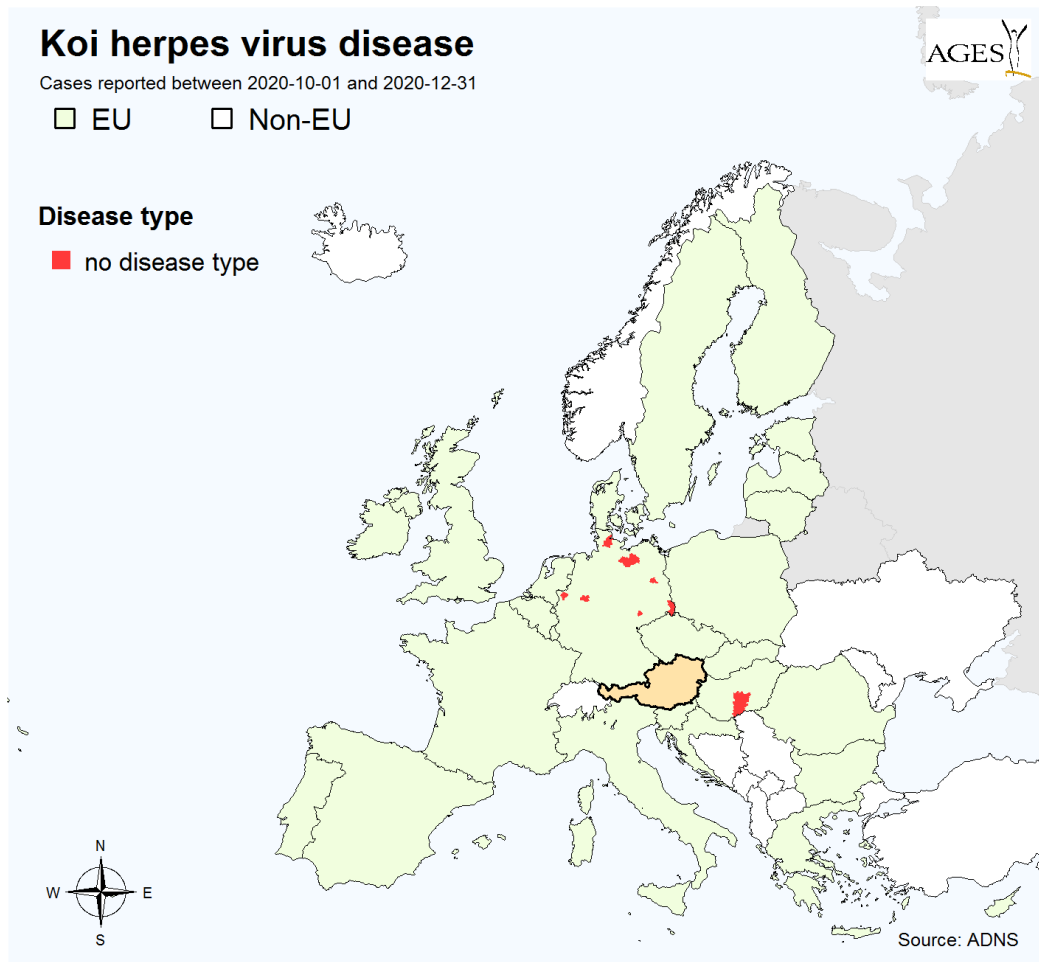 Koi herpes virus disease
Cases reported between 2020-10-01 and 2020-12-31
EU Non-EU
AGES
Disease type
no disease type
N
W E
S
Source: ADNS